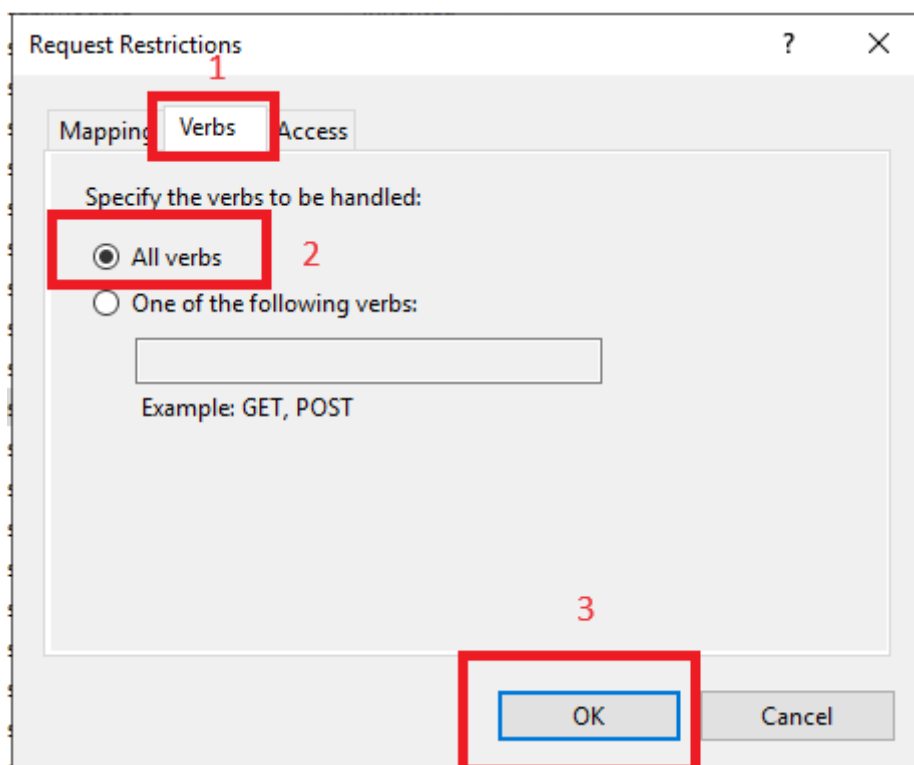 Request Restrictions
?
1
Mapping Verbs Access
Specify the verbs to be handled:
All verbs
2
One of the following verbs:
Example: GET, POST
3
OK Cancel